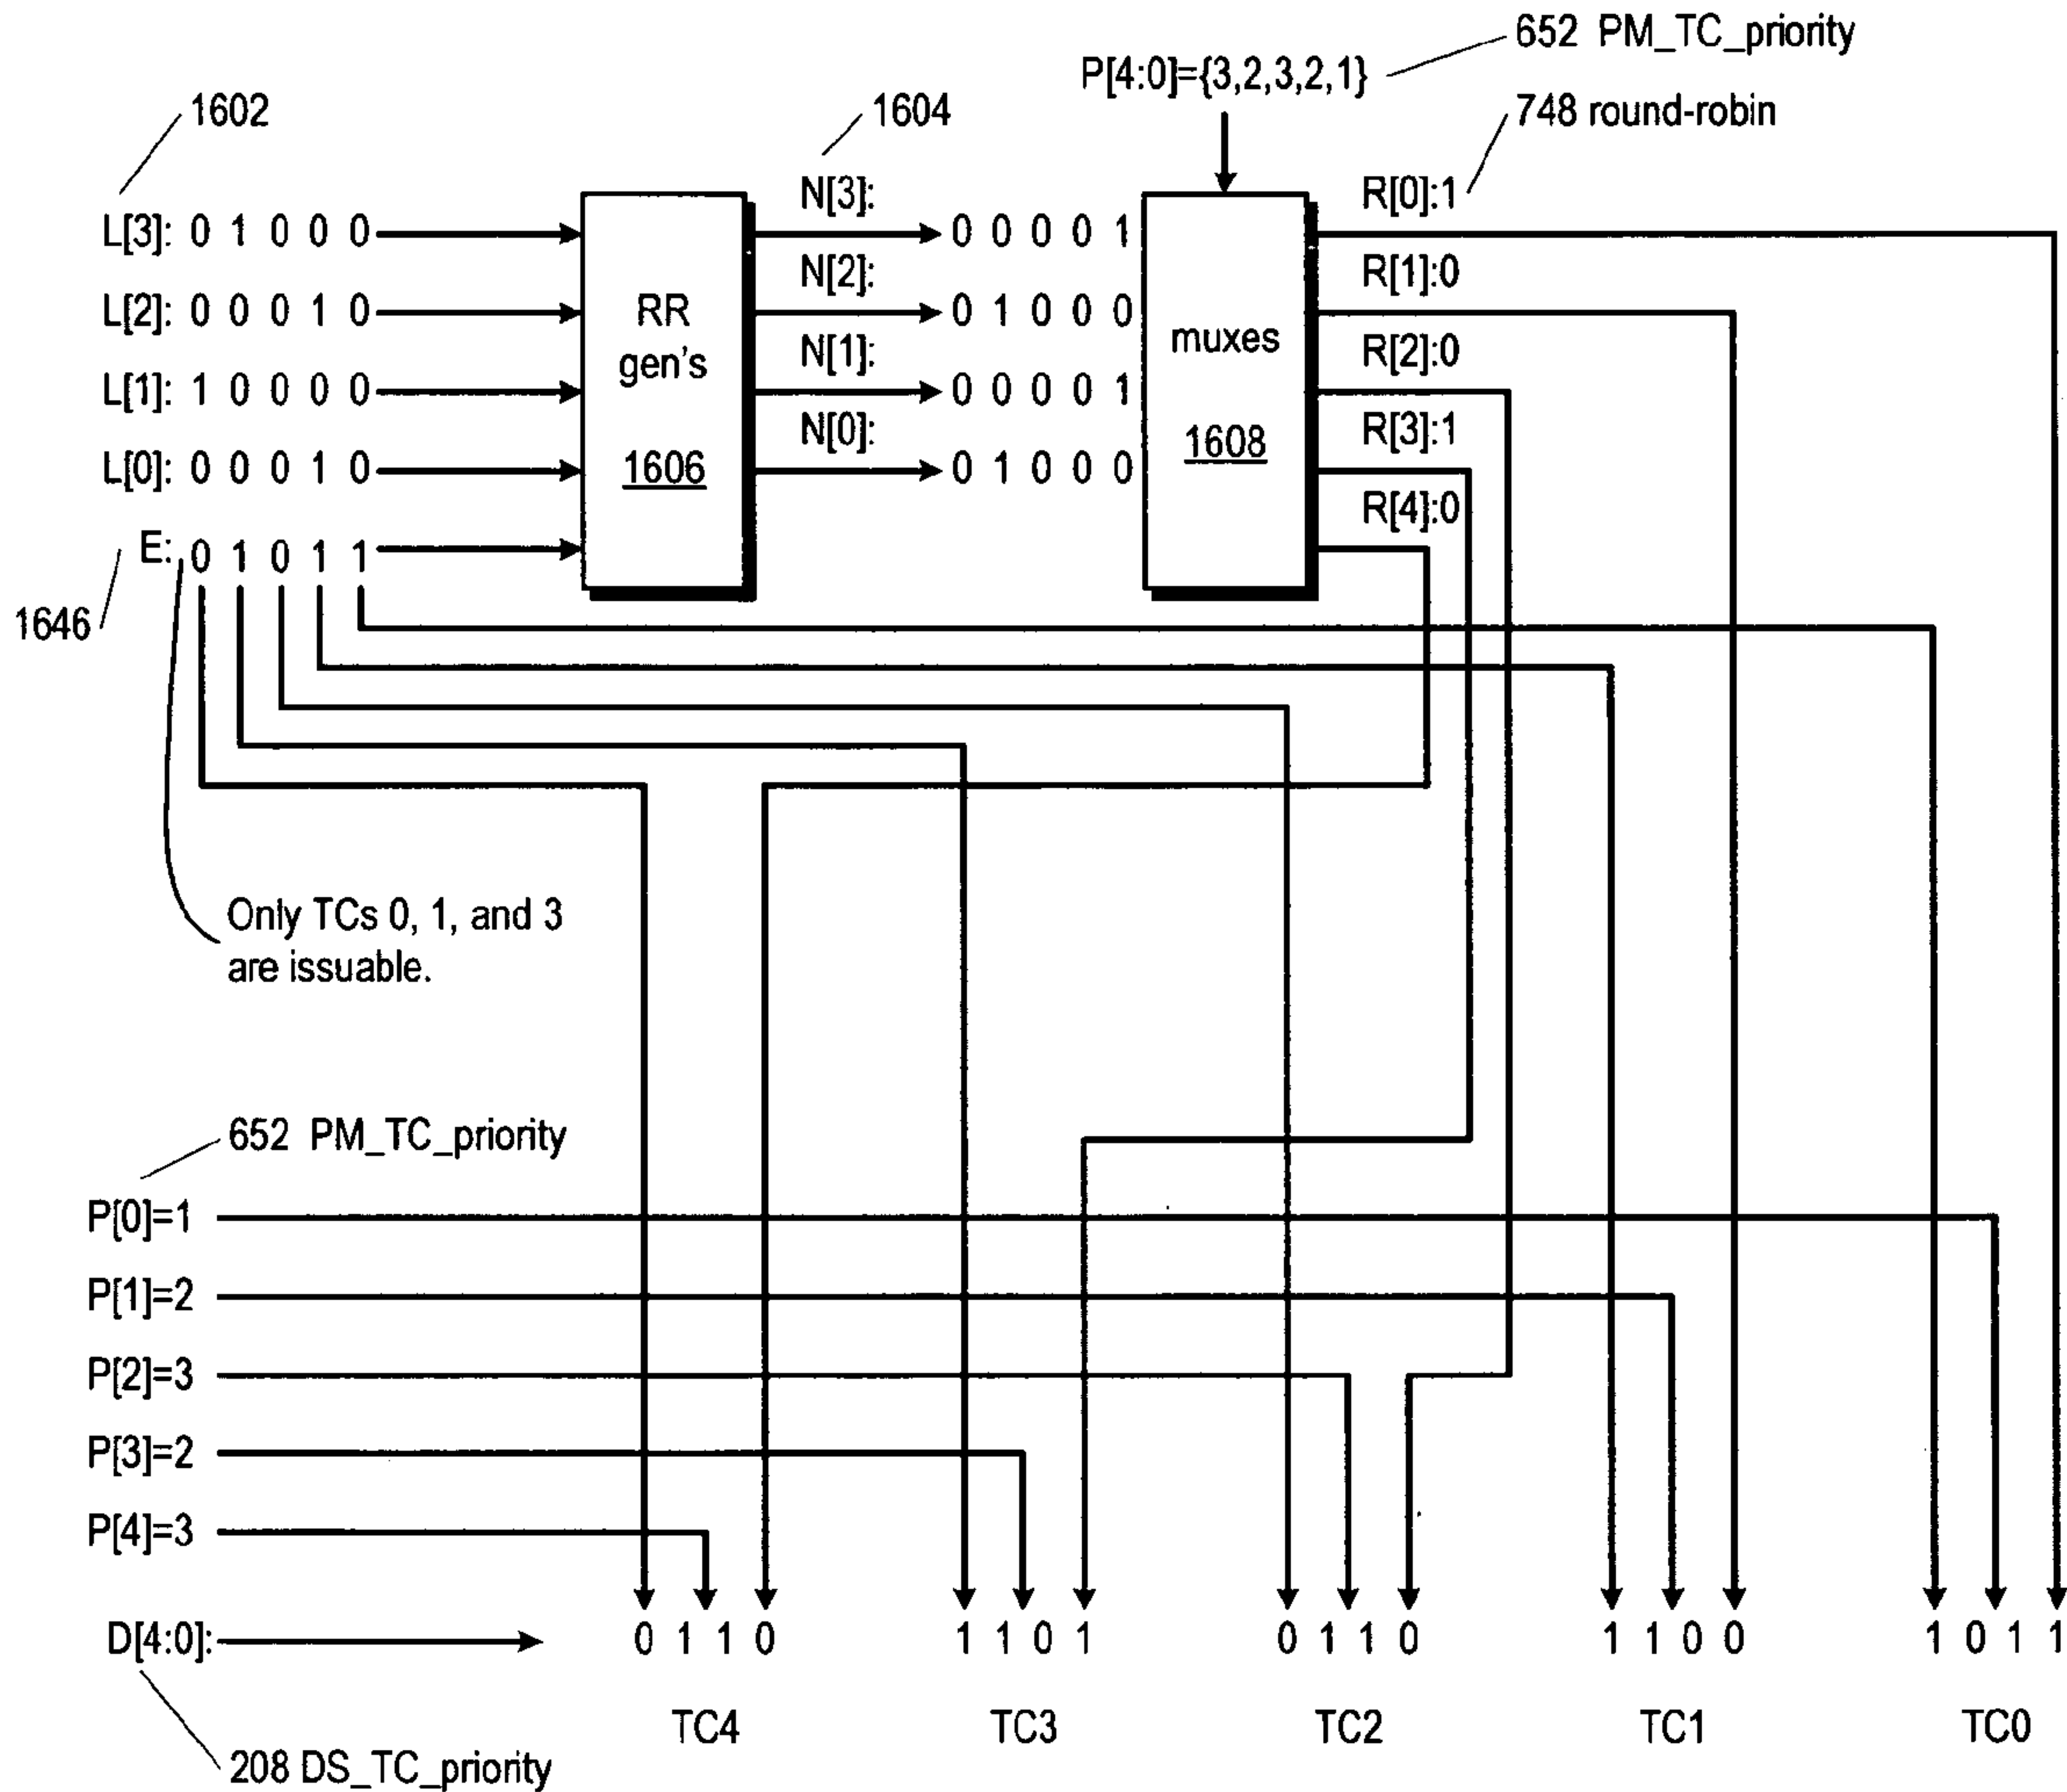 652 PM_TC_priority
P[4:0]={3,2,3,2,1}
1602
1604
748 round-robin
N[3]:
R[0]:1
L[3]: 0 1 0 0 0
0 0 0 0 1
N[2]:
R[1]:0
L[2]: 0 0 0 1 0
RR
0 1 0 0 0
gen's
muxes
N[1]:
R[2]:0
L[1]: 1 0 0 0 0
0 0 0 0 1
N[0]:
R[3]:1
L[0]: 0 0 0 1 0
1606
0 1 0 0 0
1608
R[4]:0
E: 0 1 0 1 1
1646
Only TCs 0, 1, and 3
are issuable.
652 PM_TC_priority
P[0]=1
P[1]=2
P[2]=3
P[3]=2
P[4]=3
D[4:0]: 0 1 1 0 1 1 0 1 0 1 1 0 1 1 0 0 1 0 1 1
TC4 TC3 TC2 TC1 TC0
208 DS_TC_priority